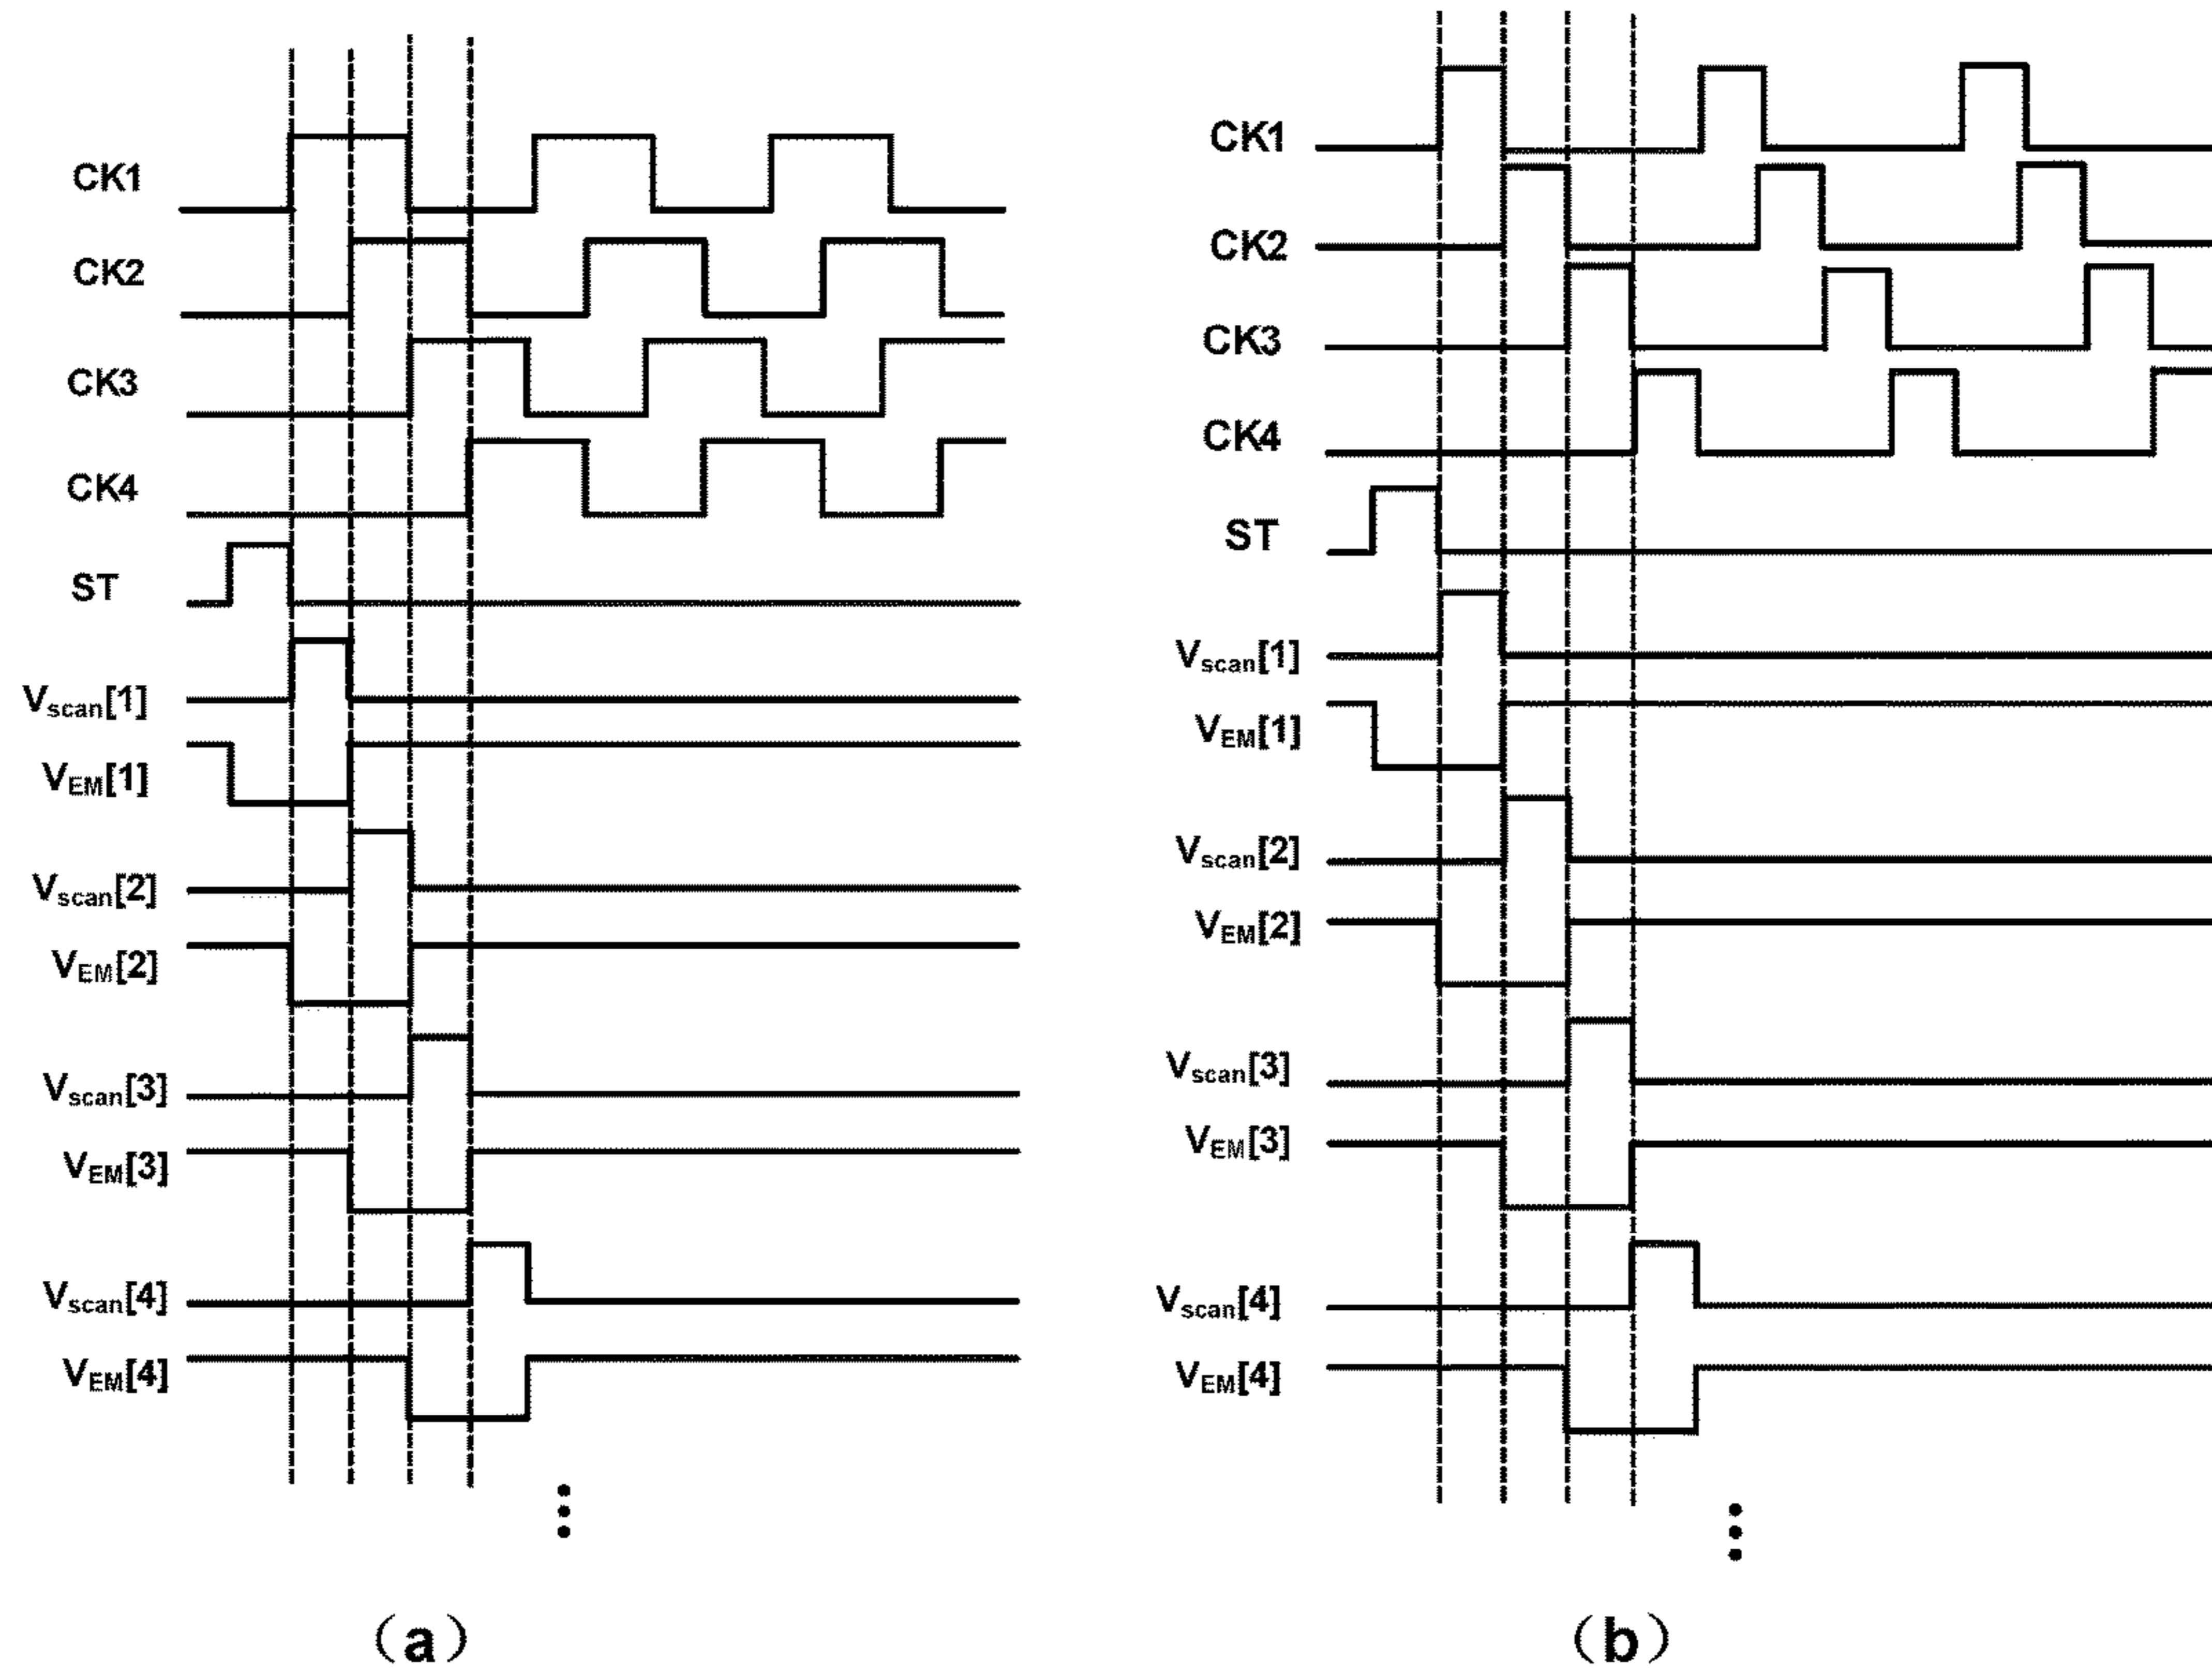 CK1
CK2
CK3
CK4
ST
Vscan[1]
VEM[1]
Vscan[2]
VEM[2]
Vscan[3]
VEM[3]
Vscan[4]
VEM[4]
（a）
CK1
CK2
CK3
CK4
ST
Vscan[1]
VEM[1]
Vscan[2]
VEM[2]
Vscan[3]
VEM[3]
Vscan[4]
VEM[4]
（b）